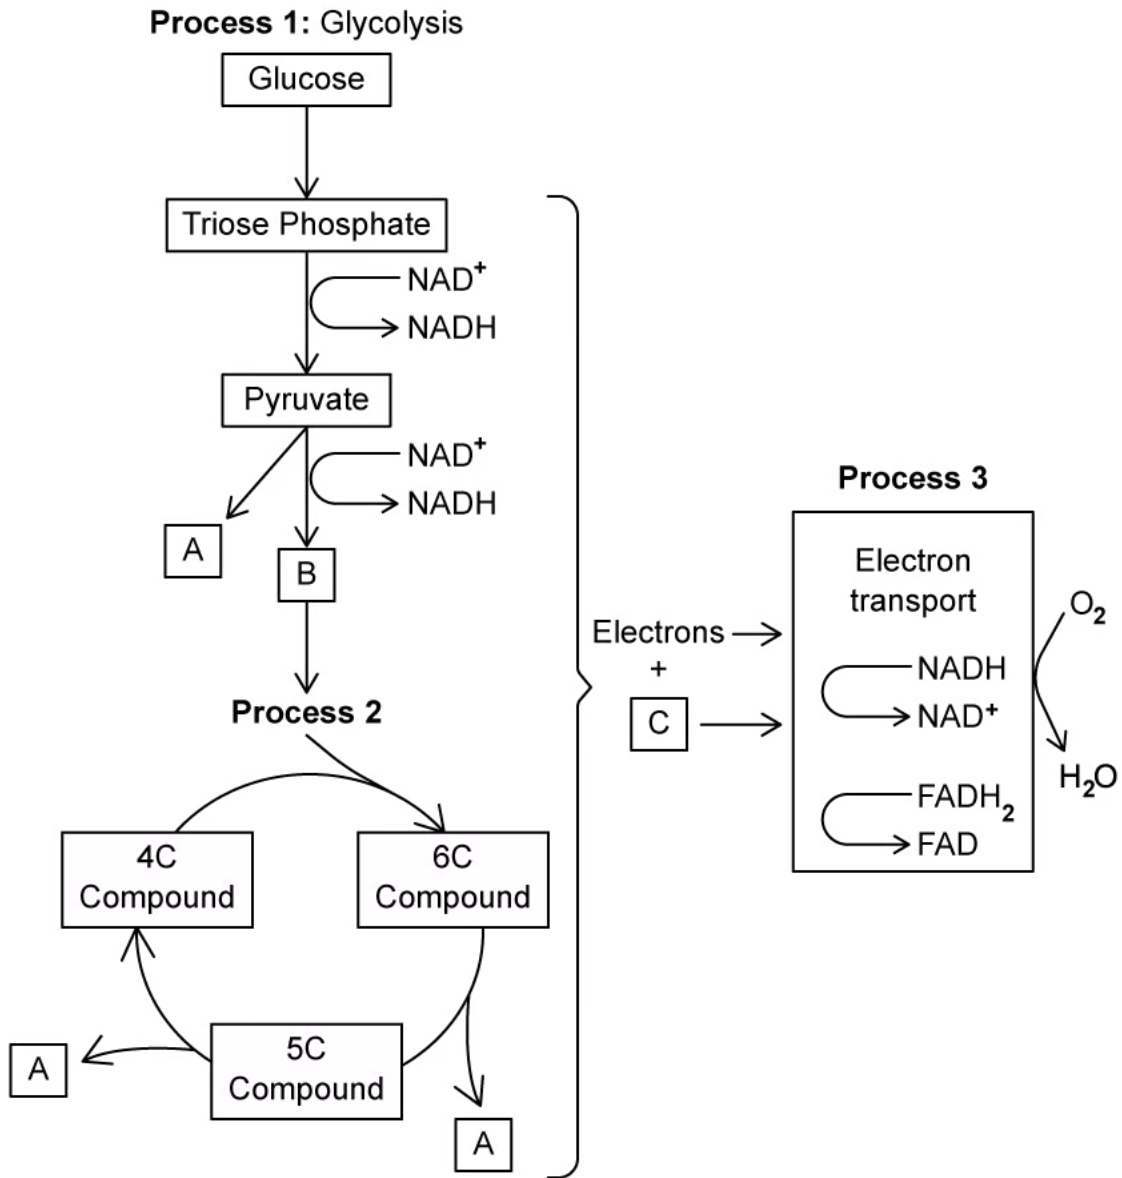 Process 1: Glycolysis
Glucose
Triose Phosphate
NAD⁺
NADH
Pyruvate
NAD⁺
NADH
A
B
Process 2
4C
Compound
6C
Compound
5C
Compound
A
A
Electrons
+
C
Process 3
Electron
transport
NADH
NAD⁺
FADH₂
FAD
O₂
H₂O